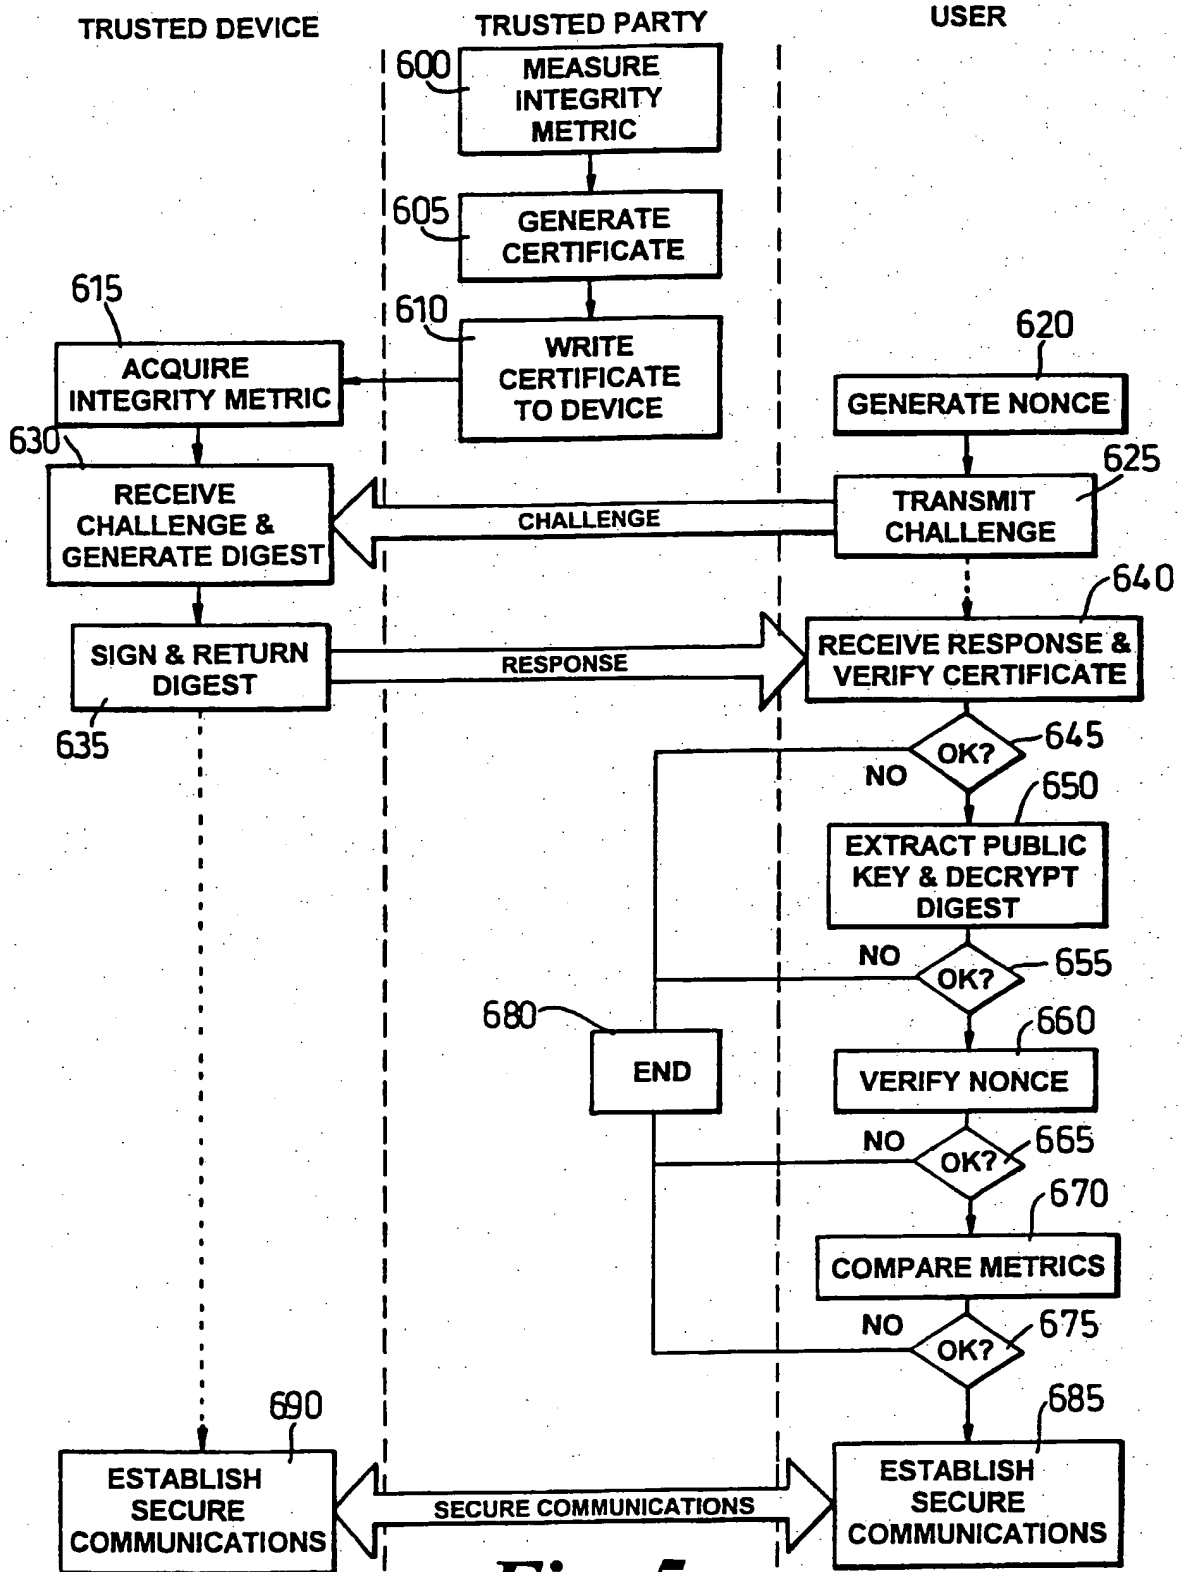 TRUSTED DEVICE
TRUSTED PARTY
USER
600
MEASURE
INTEGRITY
METRIC
605
GENERATE
CERTIFICATE
615
610
WRITE
CERTIFICATE
TO DEVICE
ACQUIRE
INTEGRITY METRIC
620
GENERATE NONCE
630
RECEIVE
CHALLENGE &
GENERATE DIGEST
CHALLENGE
625
TRANSMIT
CHALLENGE
640
SIGN & RETURN
DIGEST
635
RESPONSE
RECEIVE RESPONSE &
VERIFY CERTIFICATE
OK?
645
NO
650
EXTRACT PUBLIC
KEY & DECRYPT
DIGEST
NO
OK?
655
680
END
660
VERIFY NONCE
NO
OK?
665
670
COMPARE METRICS
NO
OK?
675
690
685
ESTABLISH
SECURE
COMMUNICATIONS
SECURE COMMUNICATIONS
ESTABLISH
SECURE
COMMUNICATIONS